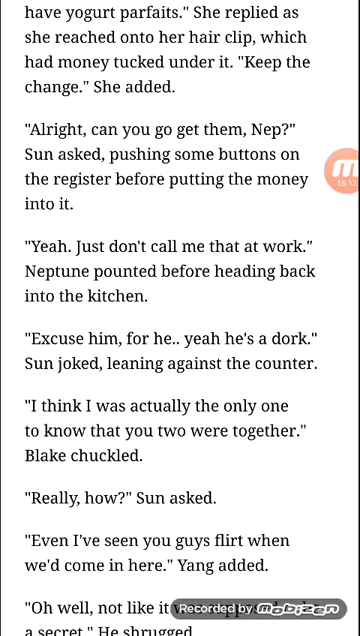 have yogurt parfaits." She replied as
she reached onto her hair clip, which
had money tucked under it. "Keep the
change." She added.
"Alright, can you go get them, Nep?"
Sun asked, pushing some buttons on
the register before putting the money
into it.
16:12
"Yeah. Just don't call me that at work."
Neptune pounted before heading back
into the kitchen.
"Excuse him, for he.. yeah he's a dork."
Sun joked, leaning against the counter.
"I think I was actually the only one
to know that you two were together."
Blake chuckled.
"Really, how?" Sun asked.
"Even I've seen you guys flirt when
we'd come in here." Yang added.
"Oh well, not like it
Recorded by mobizen
a secret." He shrugged